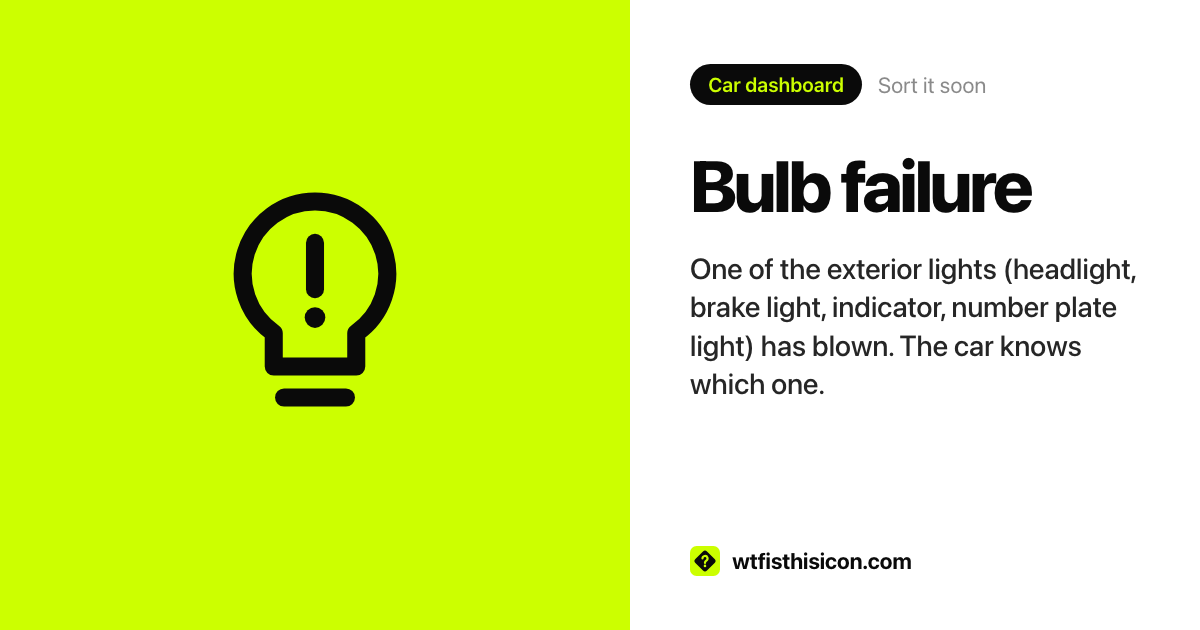 Car dashboard Sort it soon
Bulb failure
One of the exterior lights (headlight,
brake light, indicator, number plate
light) has blown. The car knows
which one.
wtfisthisicon.com